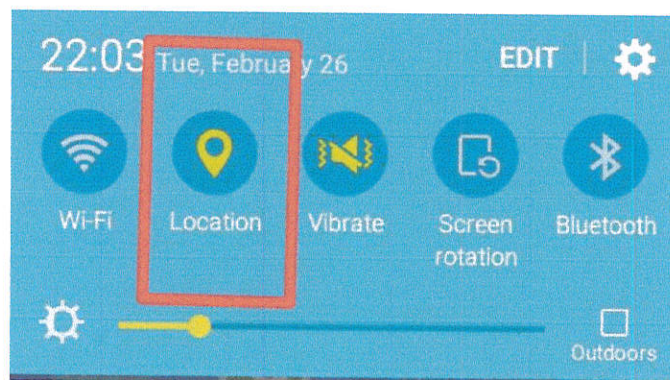 22:03 Tue, February 26 EDIT
Wi-Fi Location Vibrate Screen rotation Bluetooth
Outdoors